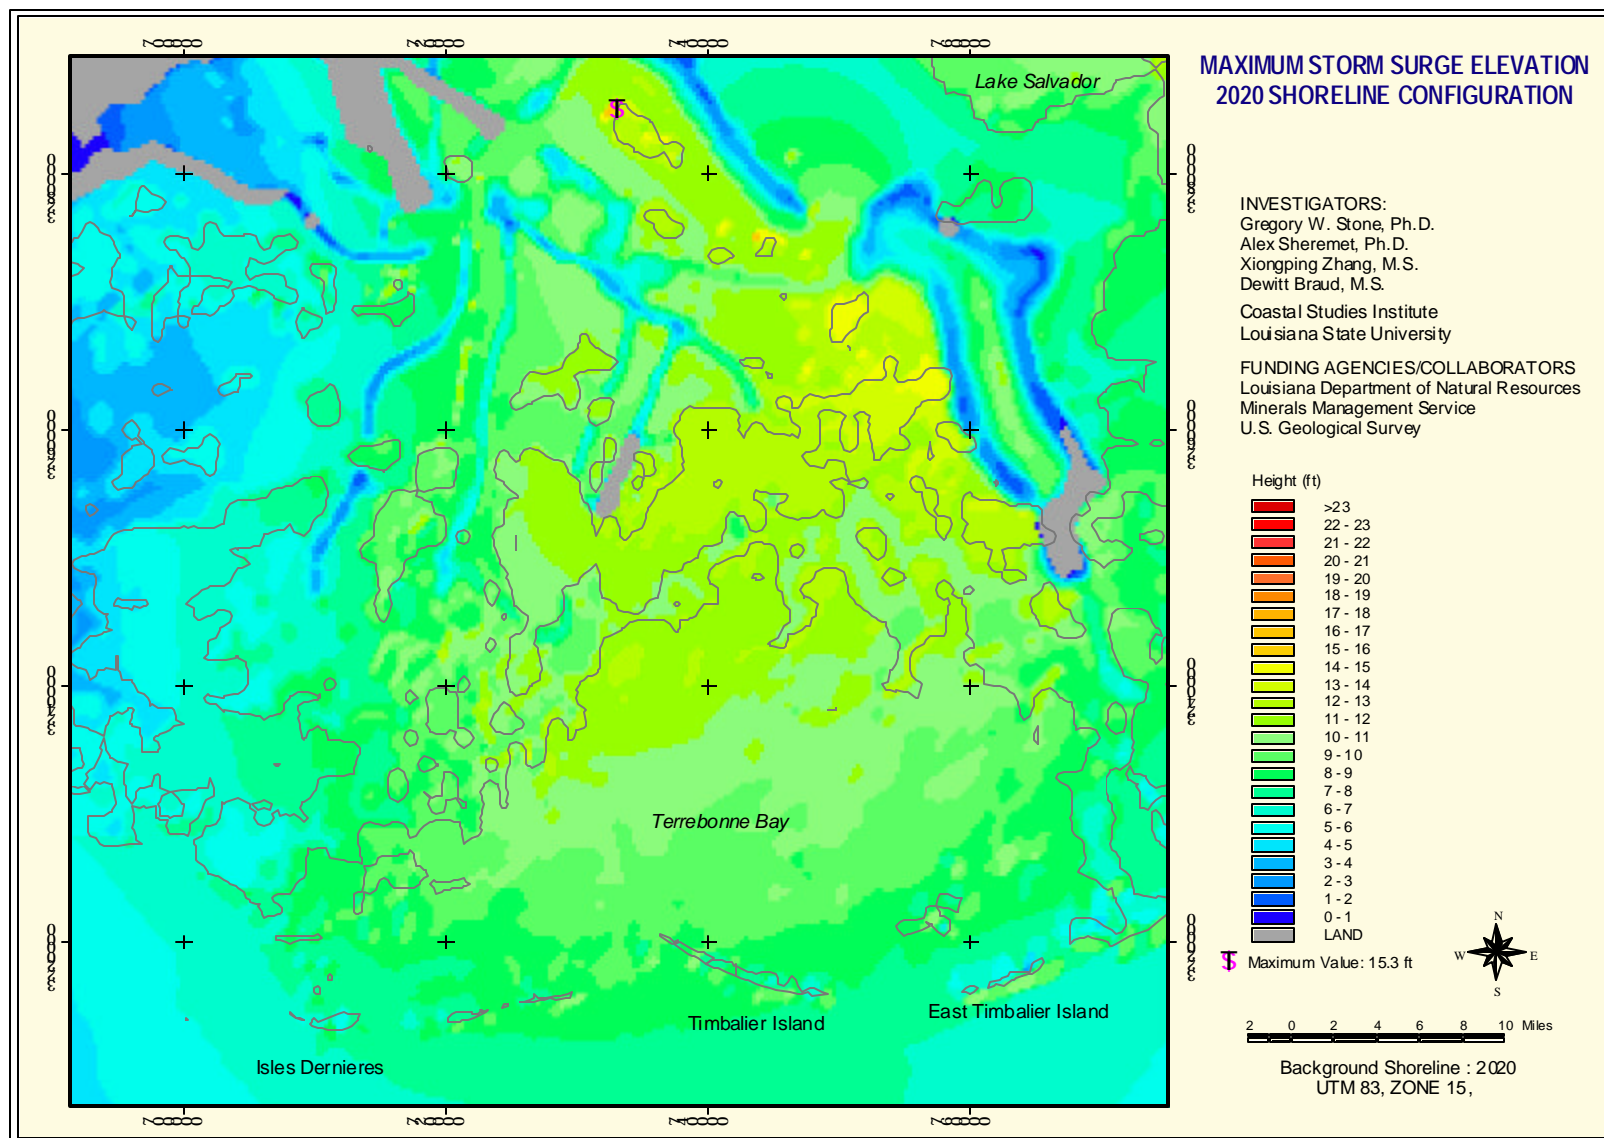 MAXIMUM STORM SURGE ELEVATION
2020 SHORELINE CONFIGURATION
Lake Salvador
INVESTIGATORS:
Gregory W. Stone, Ph.D.
Alex Sheremet, Ph.D.
Xiongping Zhang, M.S.
Dewitt Braud, M.S.
Coastal Studies Institute
Louisiana State University
FUNDING AGENCIES/COLLABORATORS
Louisiana Department of Natural Resources
Minerals Management Service
U.S. Geological Survey
Height (ft)
>23
22 - 23
21 - 22
20 - 21
19 - 20
18 - 19
17 - 18
16 - 17
15 - 16
14 - 15
13 - 14
12 - 13
11 - 12
10 - 11
9 - 10
8 - 9
7 - 8
6 - 7
5 - 6
4 - 5
3 - 4
2 - 3
1 - 2
0 - 1
LAND
Maximum Value: 15.3 ft
N
W E
S
2 0 2 4 6 8 10 Miles
Background Shoreline : 2020
UTM 83, ZONE 15,
Terrebonne Bay
Timbalier Island
East Timbalier Island
Isles Dernieres